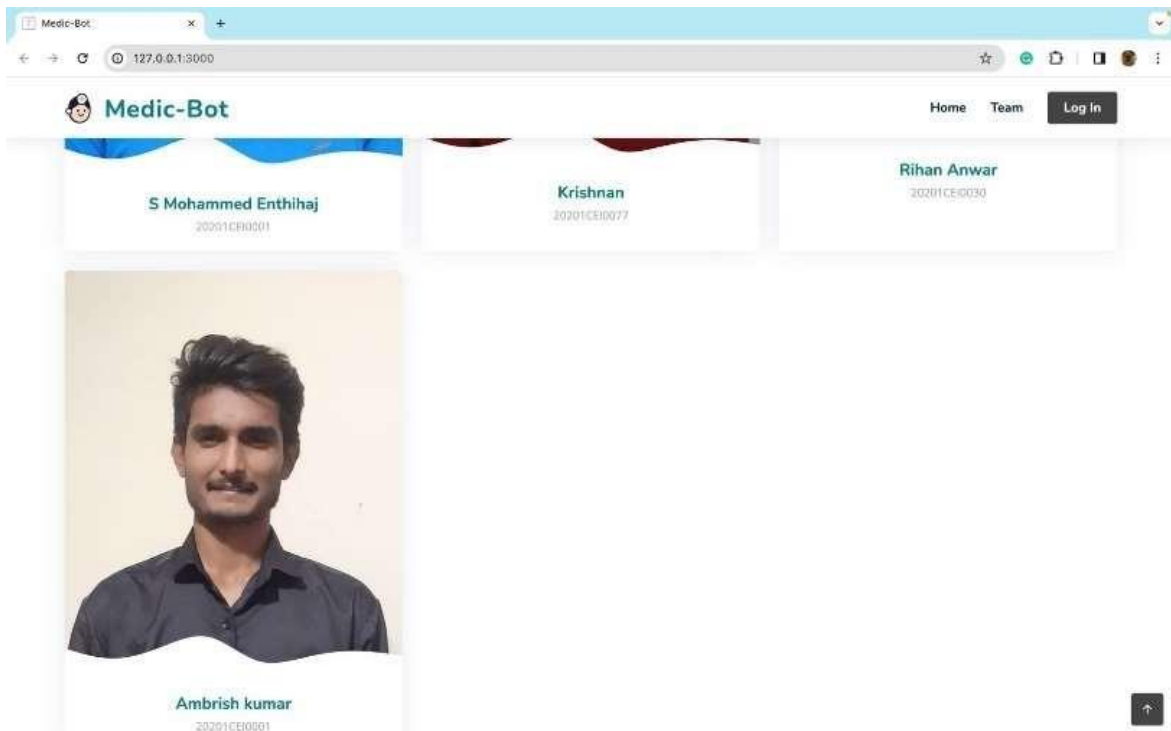 Medic-Bot
127.0.0.1:3000
Medic-Bot
Home Team Log In
S Mohammed Enthihaj
20201CEI0001
Krishnan
20201CEI0077
Rihan Anwar
20201CEI0030
Ambrish kumar
20201CEI0001